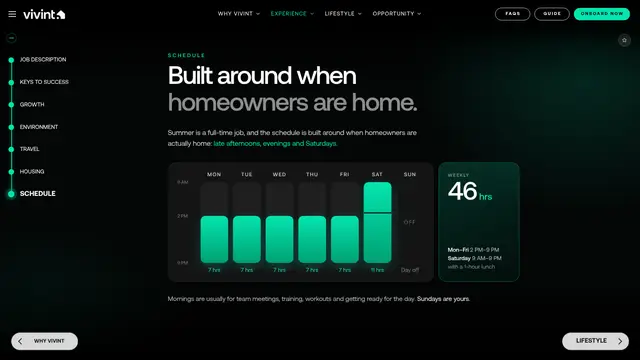 vivint
WHY VIVINT
EXPERIENCE
LIFESTYLE
OPPORTUNITY
FAQS
GUIDE
ONBOARD NOW
JOB DESCRIPTION
KEYS TO SUCCESS
GROWTH
ENVIRONMENT
TRAVEL
HOUSING
SCHEDULE
SCHEDULE
Built around when
homeowners are home.
Summer is a full-time job, and the schedule is built around when homeowners are
actually home: late afternoons, evenings and Saturdays.
MON TUE WED THU FRI SAT SUN
9 AM
2 PM
9 PM
OFF
7 hrs 7 hrs 7 hrs 7 hrs 7 hrs 11 hrs Day off
WEEKLY
46 hrs
Mon–Fri 2 PM–9 PM
Saturday 9 AM–9 PM
with a 1-hour lunch
Mornings are usually for team meetings, training, workouts and getting ready for the day. Sundays are yours.
WHY VIVINT
LIFESTYLE